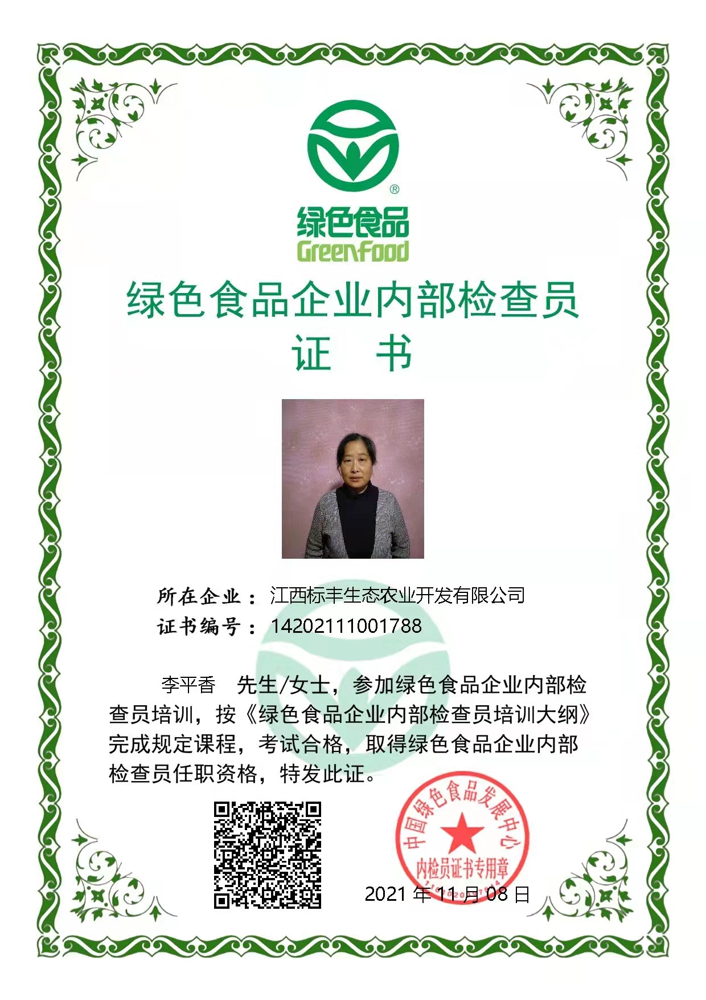 ®
绿色食品
Greenfood
绿色食品企业内部检查员
证 书
所在企业：江西标丰生态农业开发有限公司
证书编号：14202111001788
李平香 先生/女士，参加绿色食品企业内部检
查员培训，按《绿色食品企业内部检查员培训大纲》
完成规定课程，考试合格，取得绿色食品企业内部
检查员任职资格，特发此证。
中国绿色食品发展中心
内检员证书专用章
2021 年 11 月 08 日